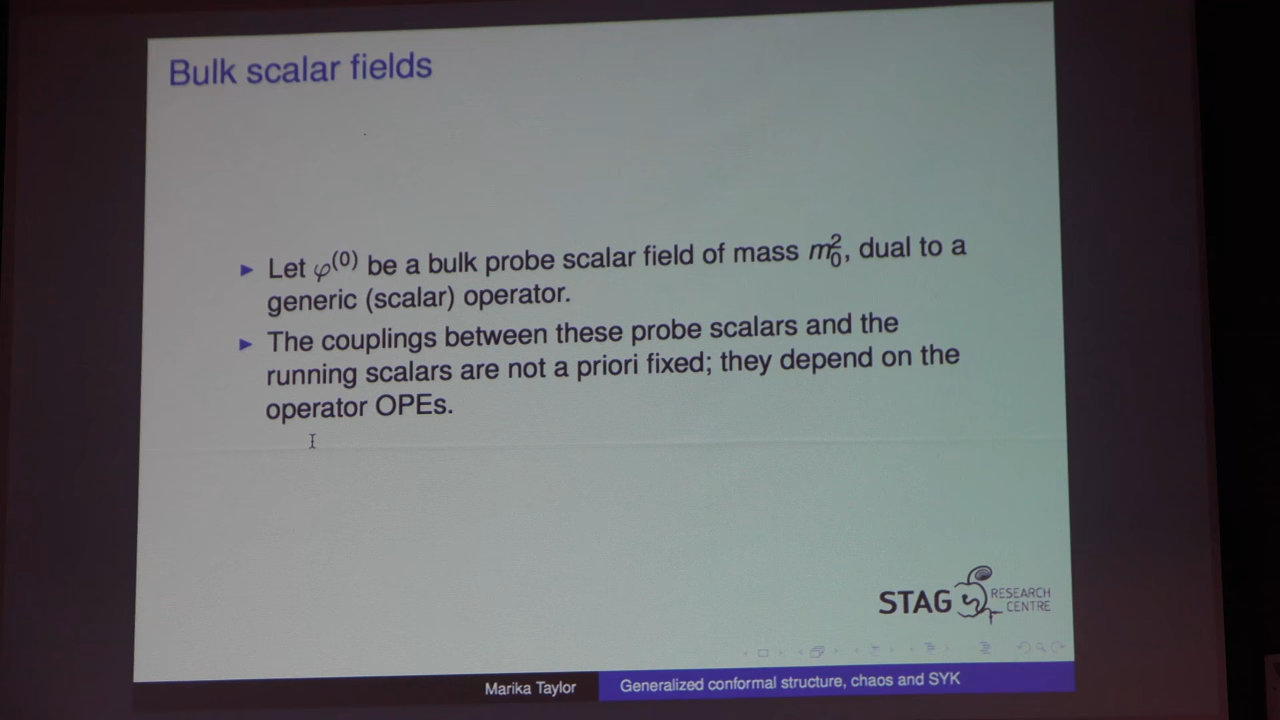 Bulk scalar fields
► Let φ⁽⁰⁾ be a bulk probe scalar field of mass m₀², dual to a
generic (scalar) operator.
► The couplings between these probe scalars and the
running scalars are not a priori fixed; they depend on the
operator OPEs.
STAG RESEARCH
CENTRE
Marika Taylor Generalized conformal structure, chaos and SYK